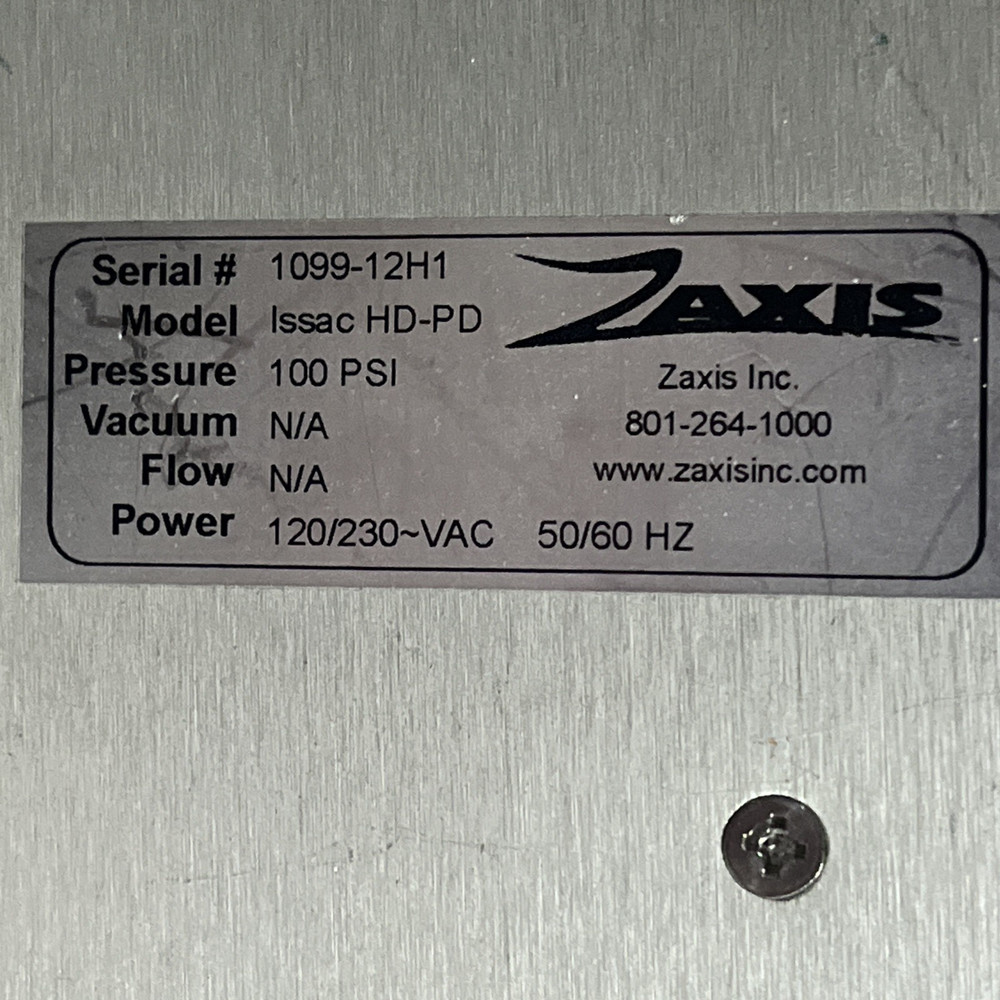 Serial # 1099-12H1
Model Issac HD-PD
Pressure 100 PSI
Vacuum N/A
Flow N/A
Power 120/230~VAC 50/60 HZ
ZAXIS
Zaxis Inc.
801-264-1000
www.zaxisinc.com